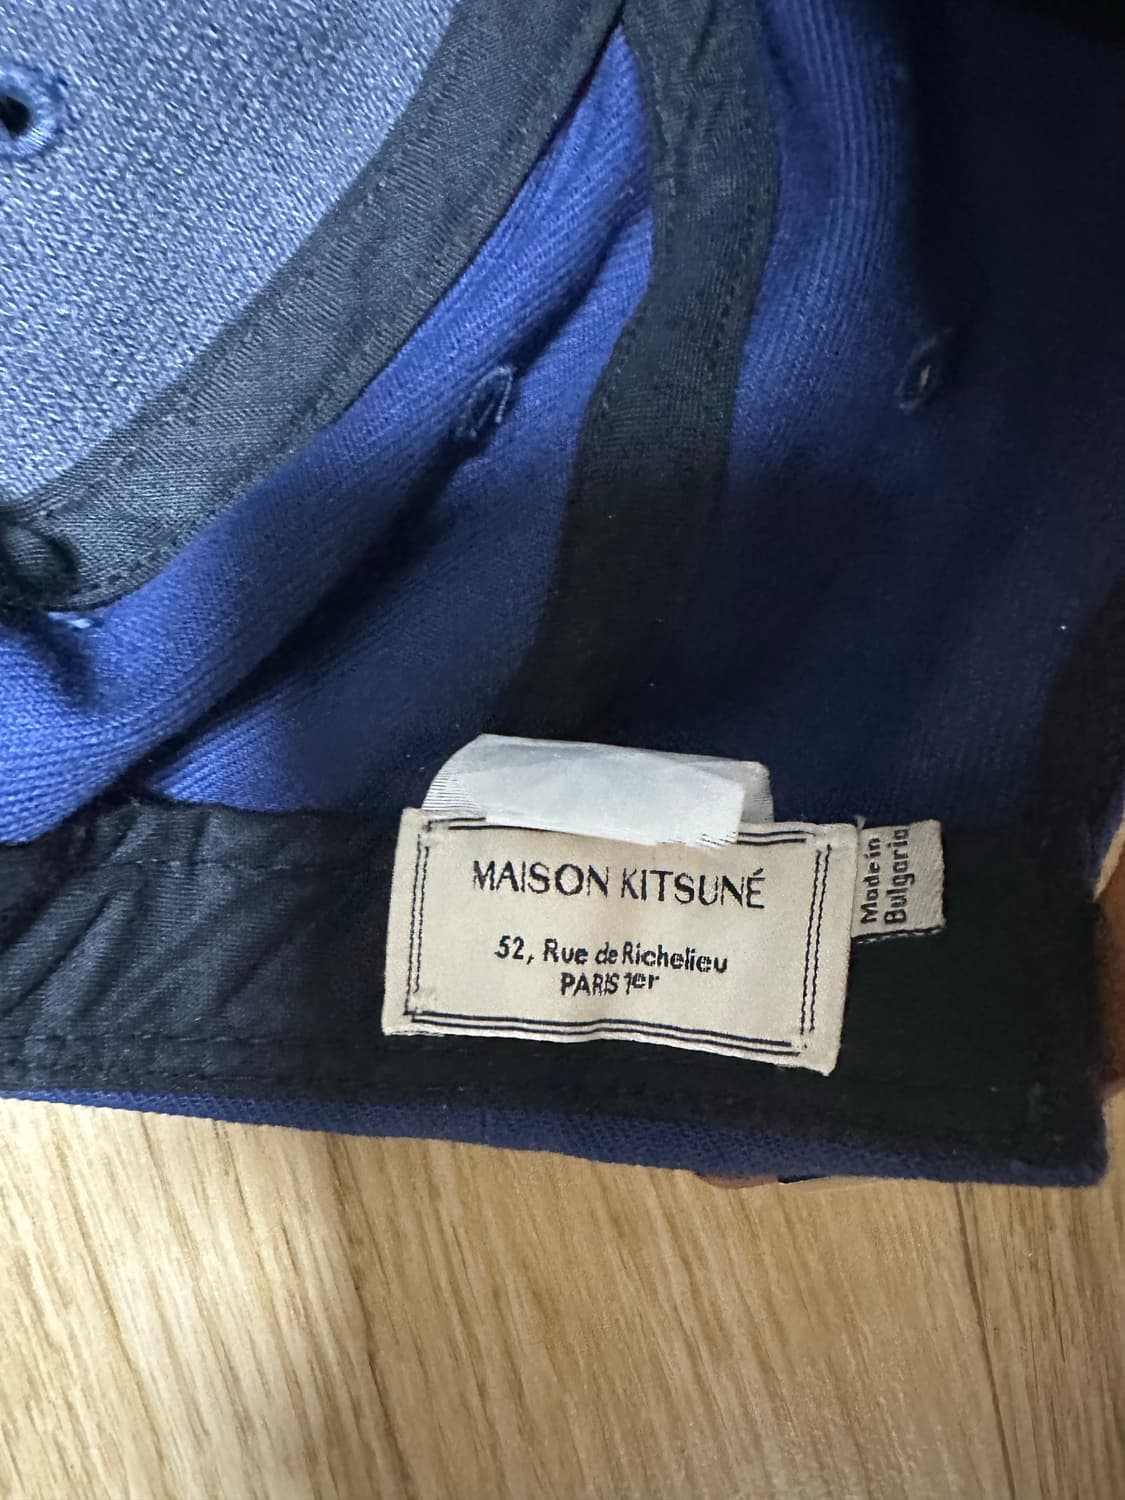 MAISON KITSUNÉ
52, Rue de Richelieu
PARIS 1er
Made in
Bulgaria